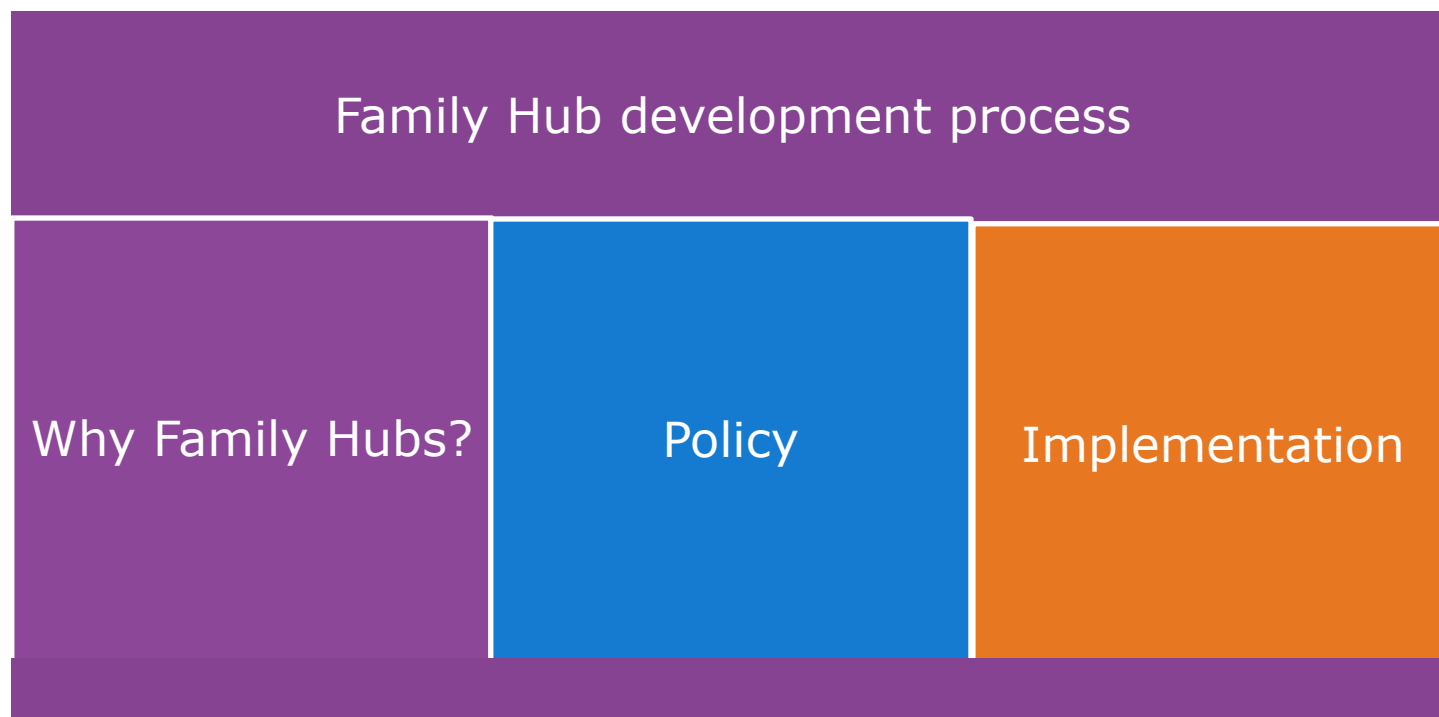 Family Hub development process
Why Family Hubs?
Policy
Implementation